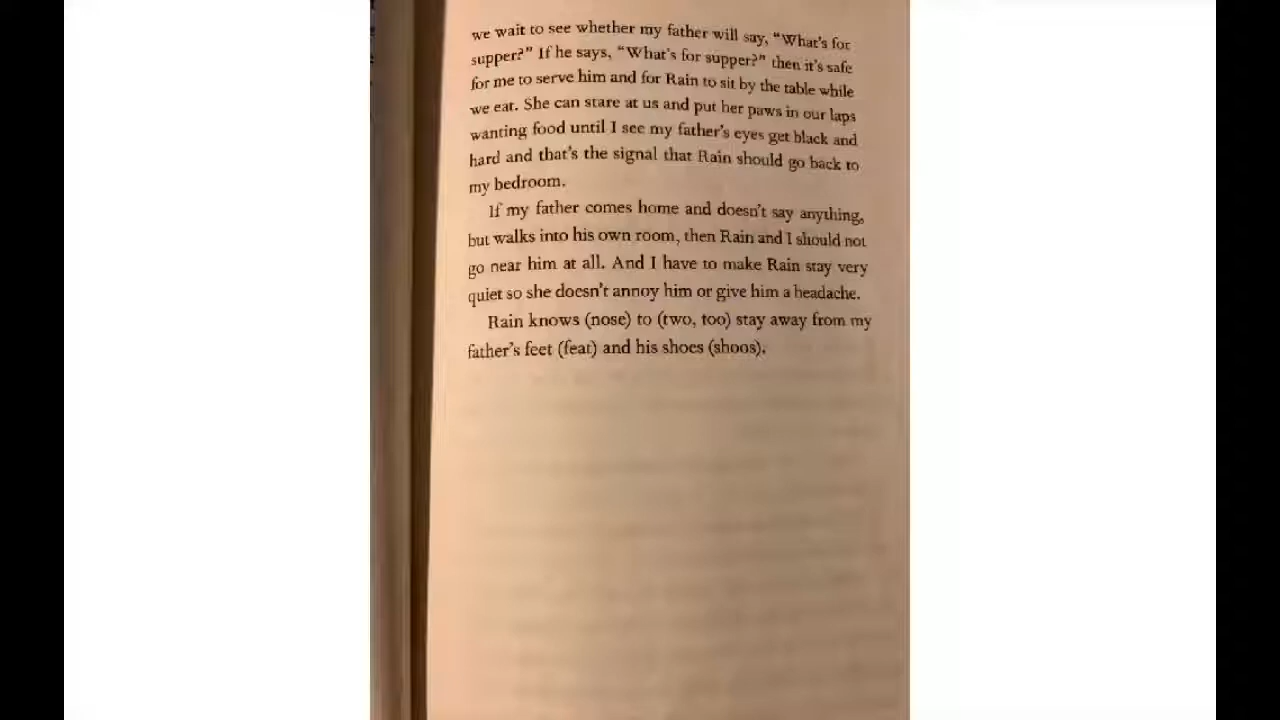 we wait to see whether my father will say, “What’s for
supper?” If he says, “What’s for supper?” then it’s safe
for me to serve him and for Rain to sit by the table while
we eat. She can stare at us and put her paws in our laps
wanting food until I see my father’s eyes get black and
hard and that’s the signal that Rain should go back to
my bedroom.
If my father comes home and doesn’t say anything,
but walks into his own room, then Rain and I should not
go near him at all. And I have to make Rain stay very
quiet so she doesn’t annoy him or give him a headache.
Rain knows (nose) to (two, too) stay away from my
father’s feet (feat) and his shoes (shoos).